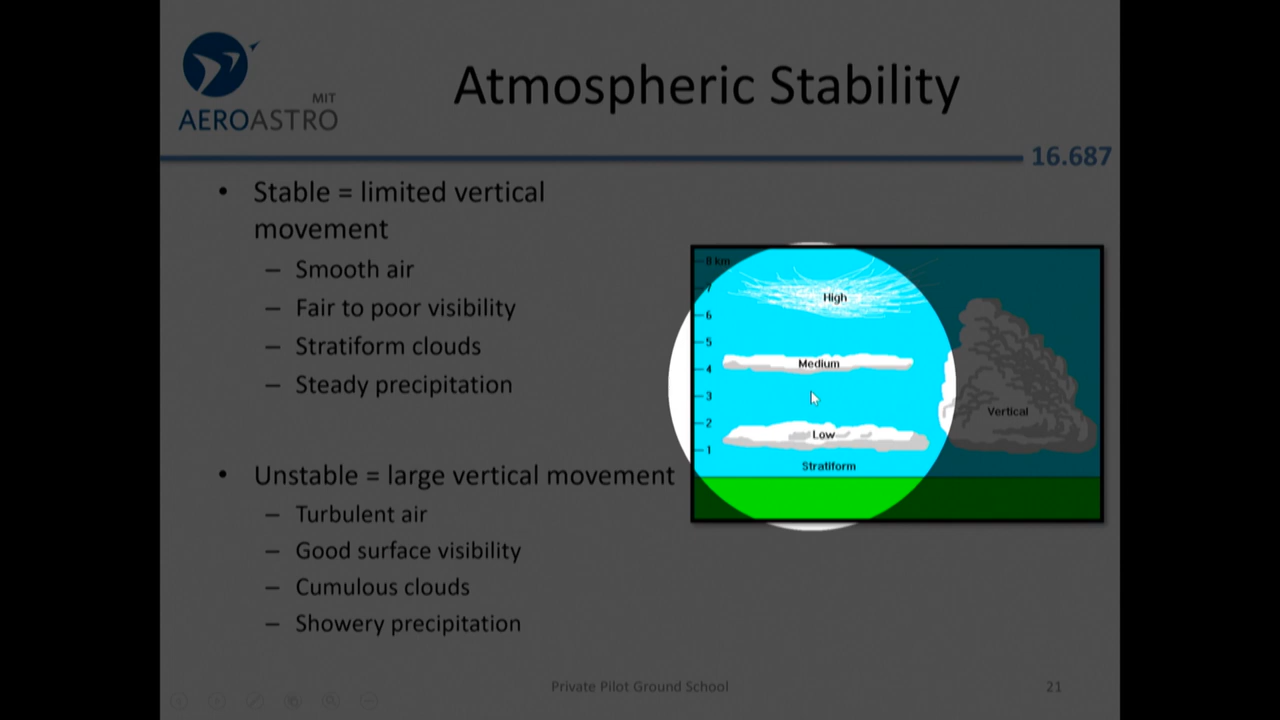 MIT
AEROASTRO
Atmospheric Stability
16.687
• Stable = limited vertical
movement
– Smooth air
– Fair to poor visibility
– Stratiform clouds
– Steady precipitation
• Unstable = large vertical movement
– Turbulent air
– Good surface visibility
– Cumulous clouds
– Showery precipitation
8 km
7
High
6
5
Medium
4
3
Vertical
2
Low
1
Stratiform
Private Pilot Ground School
21